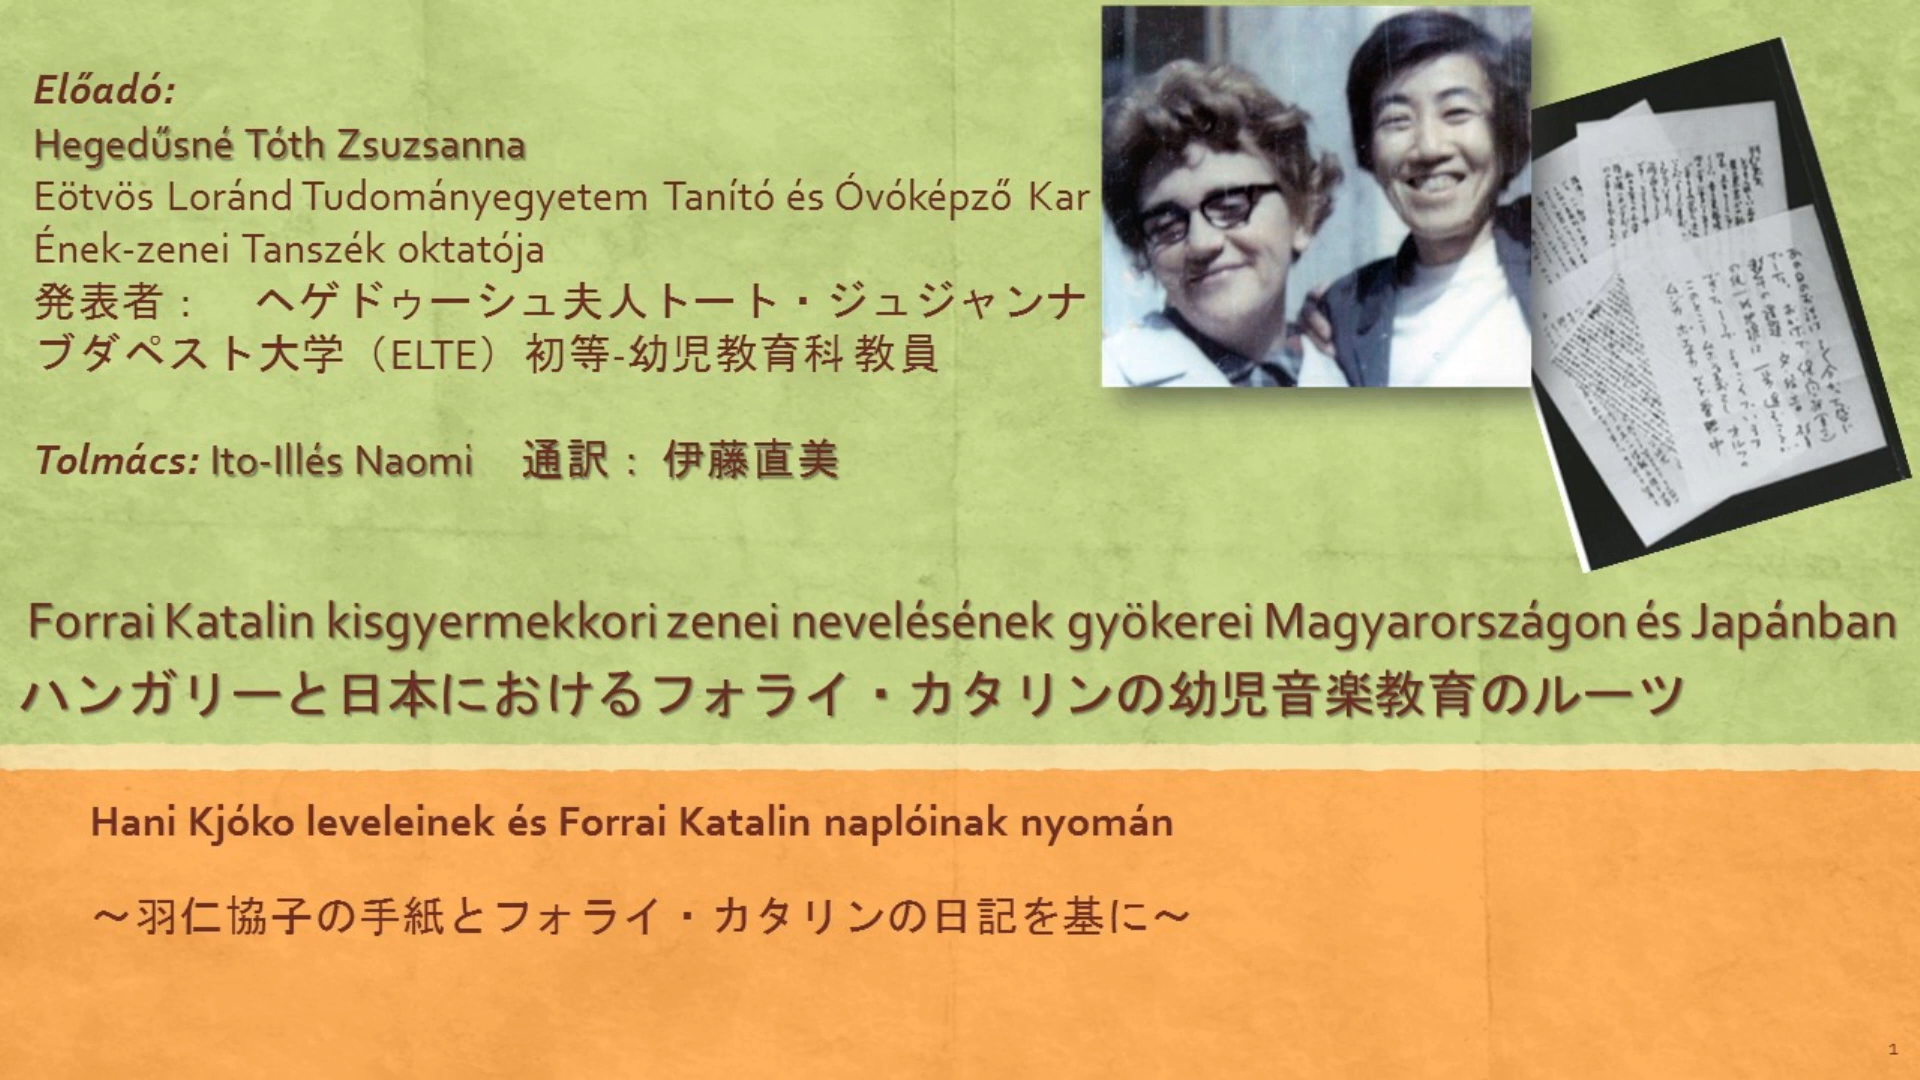 Előadó:
Hegedűsné Tóth Zsuzsanna
Eötvös Loránd Tudományegyetem Tanító és Óvóképző Kar
Ének-zenei Tanszék oktatója
発表者： ヘゲドゥーシュ夫人トート・ジュジャンナ
ブダペスト大学（ELTE） 初等-幼児教育科 教員
Tolmács: Ito-Illés Naomi 通訳： 伊藤直美
Forrai Katalin kisgyermekkori zenei nevelésének gyökerei Magyarországon és Japánban
ハンガリーと日本におけるフォライ・カタリンの幼児音楽教育のルーツ
Hani Kjóko leveleinek és Forrai Katalin naplóinak nyomán
～羽仁協子の手紙とフォライ・カタリンの日記を基に～
1